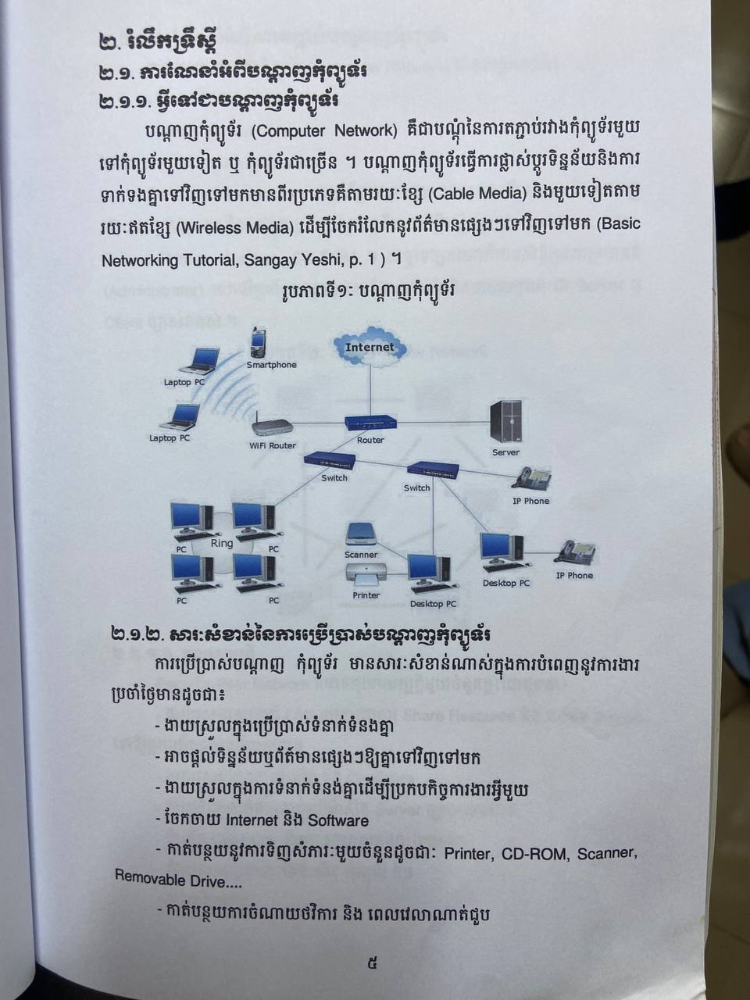 ២. រំលឹកទ្រឹស្តី
២.១. ការណែនាំអំពីបណ្តាញកុំព្យូទ័រ
២.១.១. អ្វីទៅជាបណ្តាញកុំព្យូទ័រ
បណ្តាញកុំព្យូទ័រ (Computer Network) គឺជាបណ្តុំនៃការតភ្ជាប់រវាងកុំព្យូទ័រមួយ
ទៅកុំព្យូទ័រមួយទៀត ឬ កុំព្យូទ័រជាច្រើន ។ បណ្តាញកុំព្យូទ័រធ្វើការផ្លាស់ប្តូរទិន្នន័យនិងការ
ទាក់ទងគ្នាទៅវិញទៅមកមានពីរប្រភេទគឺតាមរយៈខ្សែ (Cable Media) និងមួយទៀតតាម
រយៈឥតខ្សែ (Wireless Media) ដើម្បីចែករំលែកនូវព័ត៌មានផ្សេងៗទៅវិញទៅមក (Basic
Networking Tutorial, Sangay Yeshi, p. 1 ) ។
រូបភាពទី១: បណ្តាញកុំព្យូទ័រ
Internet
Smartphone
Laptop PC
Laptop PC
WiFi Router
Router
Server
Switch
Switch
IP Phone
Ring
PC
PC
Scanner
IP Phone
Desktop PC
Printer
PC
PC
Desktop PC
២.១.២. សារៈសំខាន់នៃការប្រើប្រាស់បណ្តាញកុំព្យូទ័រ
ការប្រើប្រាស់បណ្តាញ កុំព្យូទ័រ មានសារៈសំខាន់ណាស់ក្នុងការបំពេញនូវការងារ
ប្រចាំថ្ងៃមានដូចជា៖
- ងាយស្រួលក្នុងប្រើប្រាស់ទំនាក់ទំនងគ្នា
- អាចផ្តល់ទិន្នន័យឬព័ត៌មានផ្សេងៗឱ្យគ្នាទៅវិញទៅមក
- ងាយស្រួលក្នុងការទំនាក់ទំនង់គ្នាដើម្បីប្រកបកិច្ចការងារអ្វីមួយ
- ចែកចាយ Internet និង Software
- កាត់បន្ថយនូវការទិញសំភារៈមួយចំនួនដូចជា: Printer, CD-ROM, Scanner,
Removable Drive....
- កាត់បន្ថយការចំណាយថវិការ និង ពេលវេលាណាត់ជួប
៥